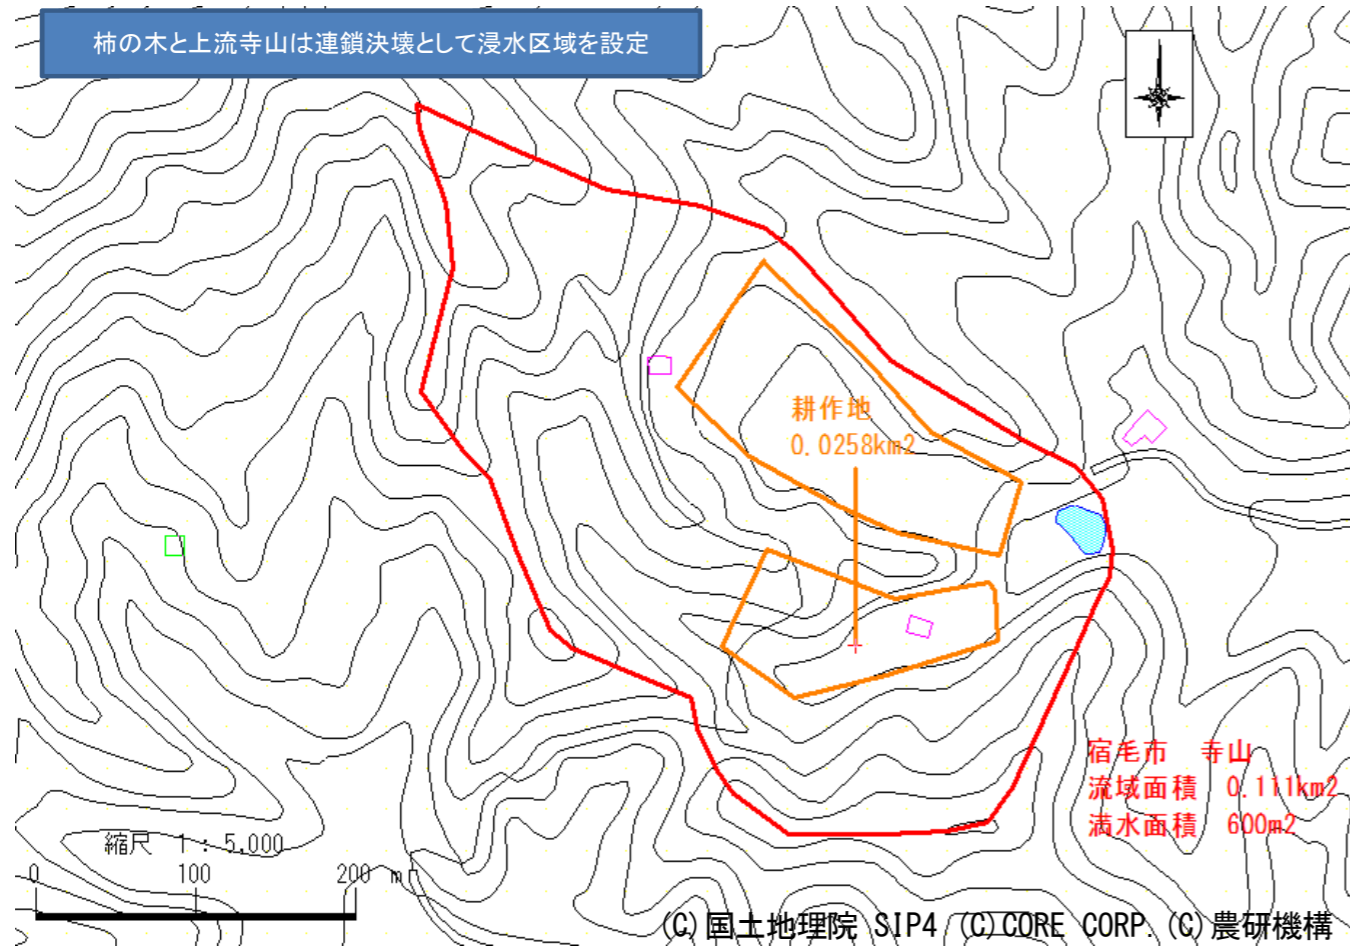 柿の木と上流寺山は連鎖決壊として浸水区域を設定
耕作地
0.0258km2
宿毛市 寺山
流域面積 0.111km2
満水面積 600m2
縮尺 1 : 5,000
0 100 200 m
(C)国土地理院 SIP4 (C)CORE CORP. (C)農研機構